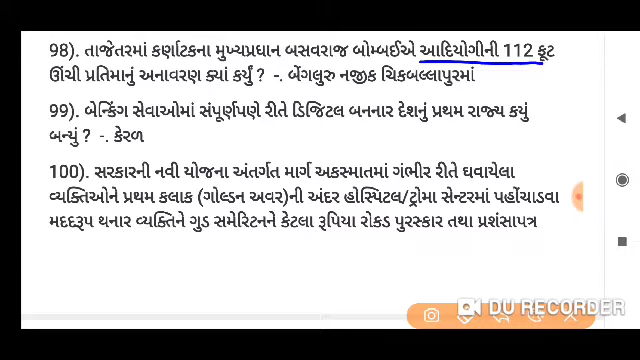 98). તાજેતરમાં કર્ણાટકના મુખ્યપ્રધાન બસવરાજ બોમ્બઈએ આદિયોગીની 112 ફૂટ
ઊંચી પ્રતિમાનું અનાવરણ ક્યાં કર્યું ? -. બેંગલુરુ નજીક ચિકબલ્લાપુરમાં
99). બેન્કિંગ સેવાઓમાં સંપૂર્ણપણે રીતે ડિજિટલ બનનાર દેશનું પ્રથમ રાજ્ય કયું
બન્યું ? -. કેરળ
100). સરકારની નવી યોજના અંતર્ગત માર્ગ અકસ્માતમાં ગંભીર રીતે ઘવાયેલા
વ્યક્તિઓને પ્રથમ કલાક (ગોલ્ડન અવર)ની અંદર હોસ્પિટલ/ટ્રોમા સેન્ટરમાં પહોંચાડવા
મદદરૂપ થનાર વ્યક્તિને ગુડ સમેરિટનને કેટલા રૂપિયા રોકડ પુરસ્કાર તથા પ્રશંસાપત્ર
DU RECORDER